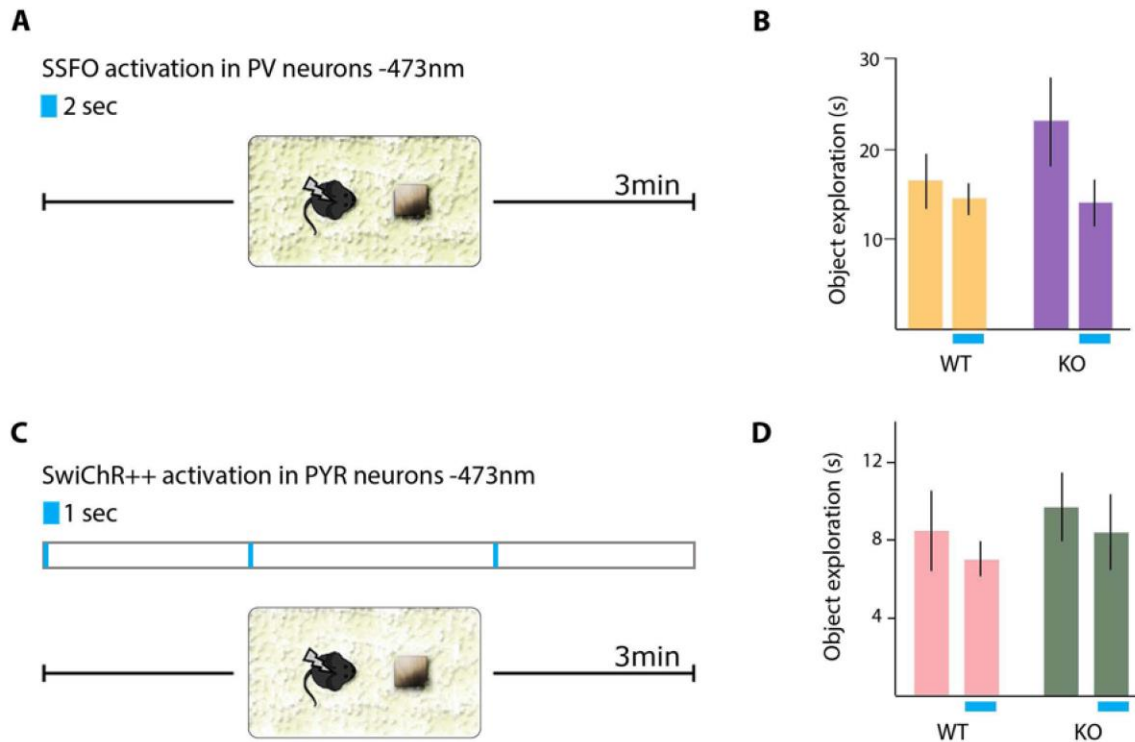 A
SSFO activation in PV neurons -473nm
2 sec
3min
B
Object exploration (s)
30
20
10
WT
KO
C
SwiChR++ activation in PYR neurons -473nm
1 sec
3min
D
Object exploration (s)
12
8
4
WT
KO